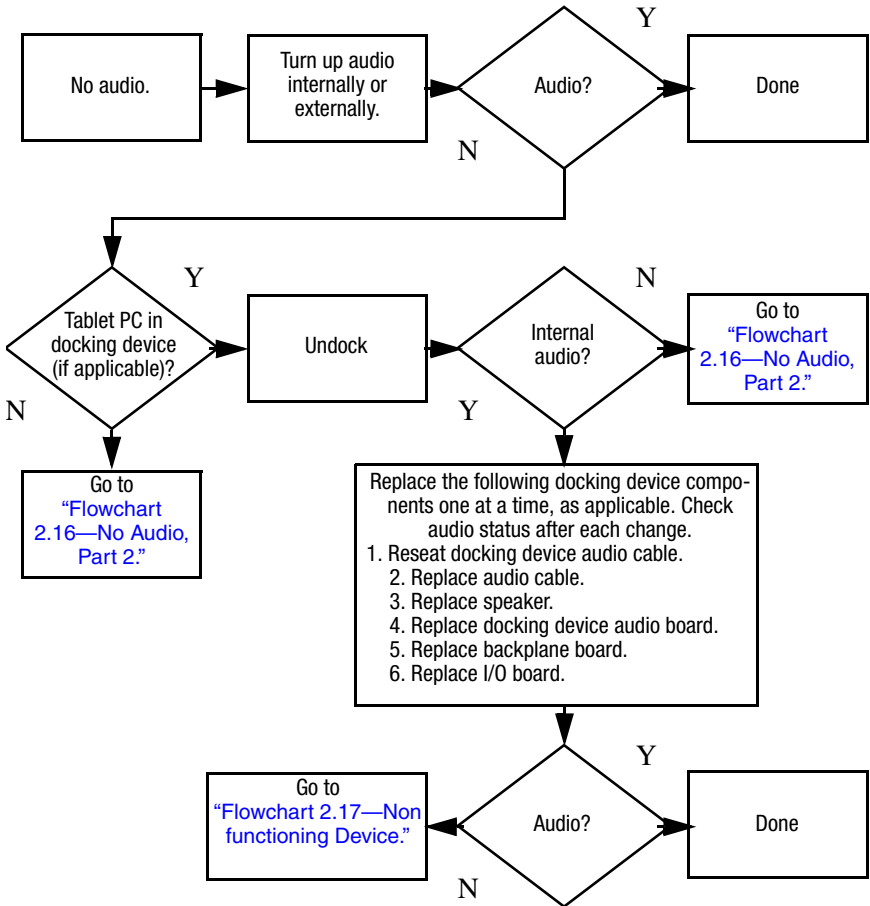 No audio.
Turn up audio
internally or
externally.
Audio?
Y
N
Done
Tablet PC in
docking device
(if applicable)?
Y
N
Undock
Internal
audio?
N
Y
Go to
“Flowchart
2.16—No Audio,
Part 2.”
Go to
“Flowchart
2.16—No Audio,
Part 2.”
Replace the following docking device compo-
nents one at a time, as applicable. Check
audio status after each change.
1. Reseat docking device audio cable.
2. Replace audio cable.
3. Replace speaker.
4. Replace docking device audio board.
5. Replace backplane board.
6. Replace I/O board.
Audio?
Y
N
Done
Go to
“Flowchart 2.17—Non
functioning Device.”